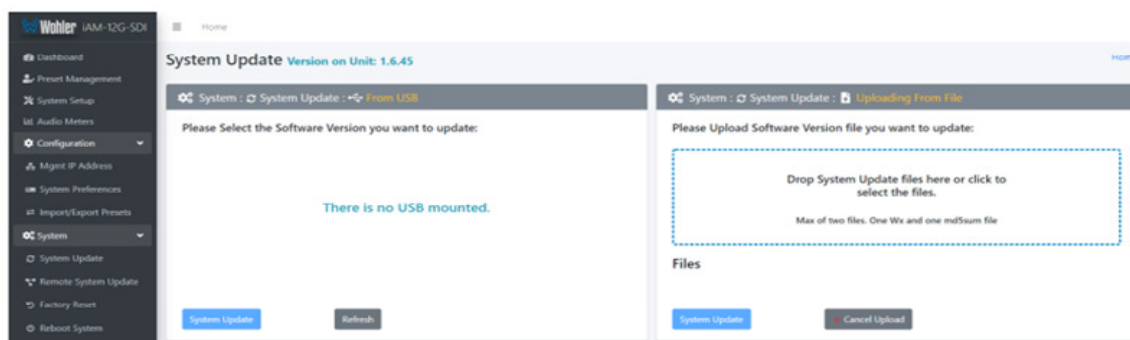 Wohler iAM-12G-SDI
Home
Dashboard
Preset Management
System Setup
Audio Meters
Configuration
Mgmt IP Address
System Preferences
Import/Export Presets
System
System Update
Remote System Update
Factory Reset
Reboot System
System Update Version on Unit: 1.6.45
Hom
System : System Update : From USB
Please Select the Software Version you want to update:
There is no USB mounted.
System Update
Refresh
System : System Update : Uploading From File
Please Upload Software Version file you want to update:
Drop System Update files here or click to
select the files.
Max of two files. One Wx and one md5sum file
Files
System Update
Cancel Upload